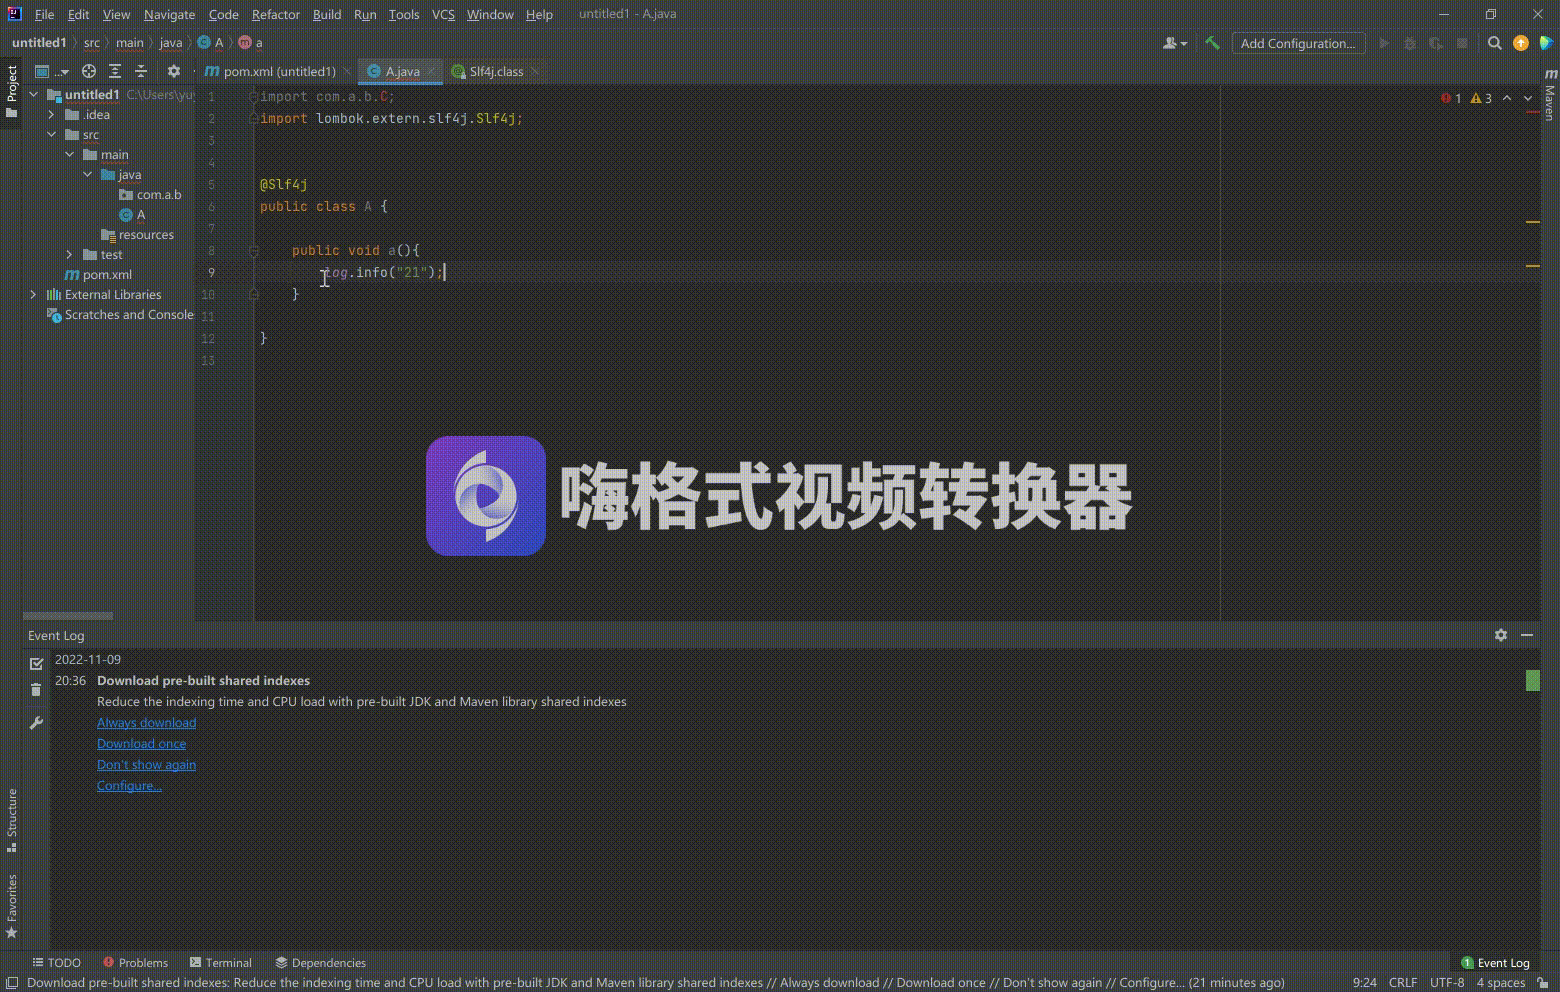 File Edit View Navigate Code Refactor Build Run Tools VCS Window Help untitled1 - A.java
untitled1 src main java A a
Add Configuration...
Project
pom.xml (untitled1)
A.java
Slf4j.class
Maven
untitled1 C:\Users\yu
.idea
src
main
java
com.a.b
A
resources
test
pom.xml
External Libraries
Scratches and Console
1 import com.a.b.C;
2 import lombok.extern.slf4j.Slf4j;
3
4
5 @Slf4j
6 public class A {
7
8 public void a(){
9 log.info("21");
10 }
11
12 }
13
1 3
嗨格式视频转换器
Event Log
2022-11-09
20:36 Download pre-built shared indexes
Reduce the indexing time and CPU load with pre-built JDK and Maven library shared indexes
Always download
Download once
Don't show again
Configure...
Structure
Favorites
TODO Problems Terminal Dependencies
1 Event Log
Download pre-built shared indexes: Reduce the indexing time and CPU load with pre-built JDK and Maven library shared indexes // Always download // Download once // Don't show again // Configure... (21 minutes ago)
9:24 CRLF UTF-8 4 spaces